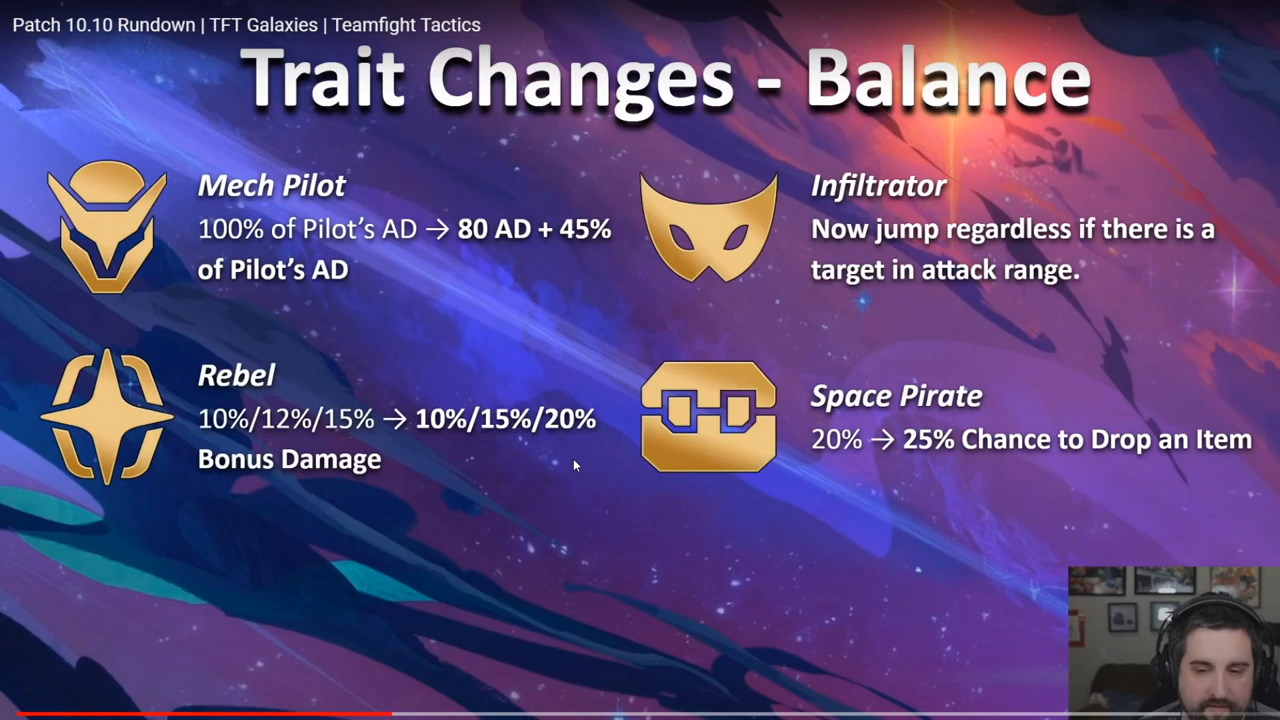 Patch 10.10 Rundown | TFT Galaxies | Teamfight Tactics
Trait Changes - Balance
Mech Pilot
100% of Pilot's AD → 80 AD + 45%
of Pilot's AD
Infiltrator
Now jump regardless if there is a
target in attack range.
Rebel
10%/12%/15% → 10%/15%/20%
Bonus Damage
Space Pirate
20% → 25% Chance to Drop an Item